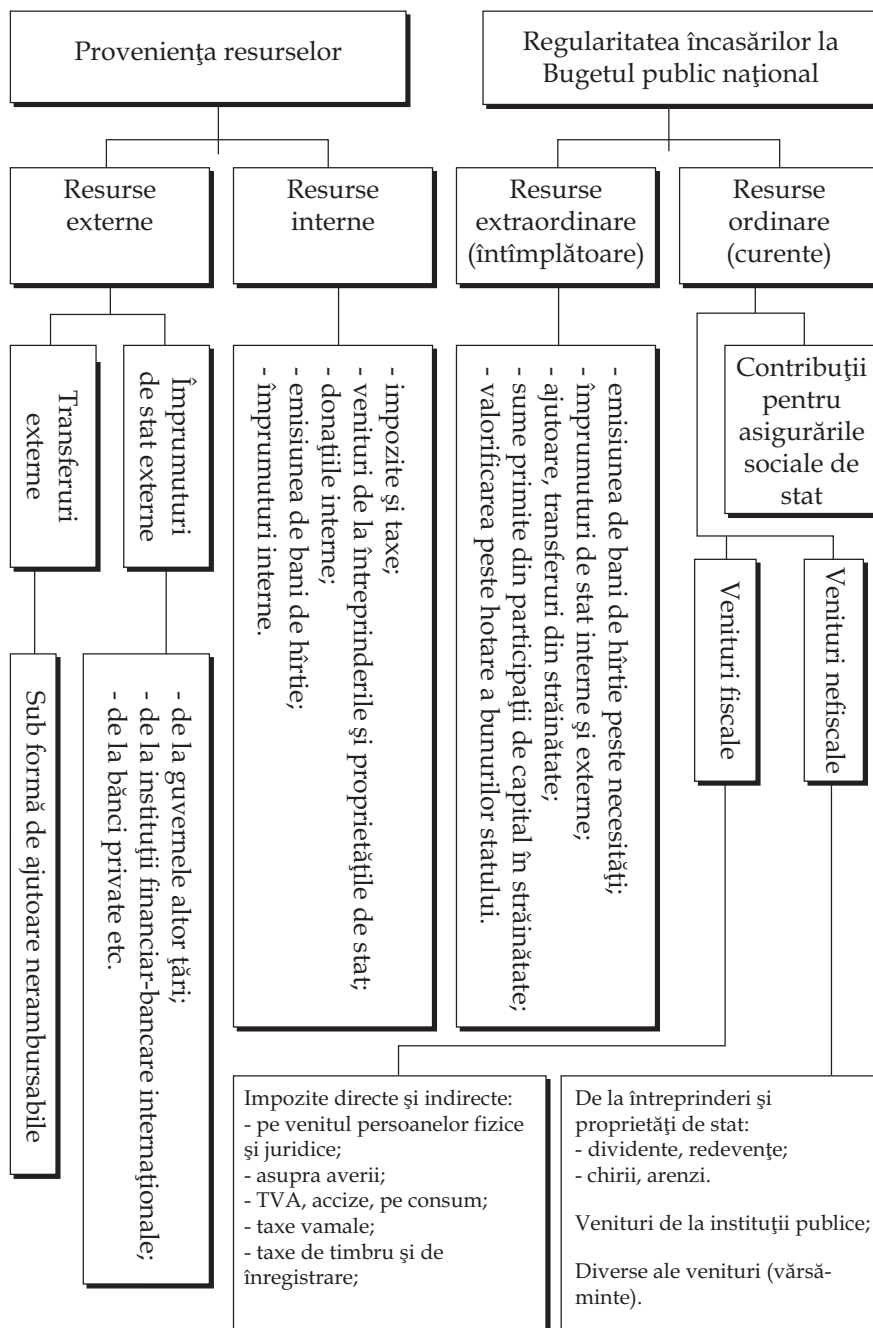 Provenienţa resurselor
Regularitatea încasărilor la
Bugetul public naţional
Resurse
externe
Resurse
interne
Resurse
extraordinare
(întîmplătoare)
Resurse
ordinare
(curente)
Transferuri
externe
Împrumuturi
de stat externe
- impozite şi taxe;
- venituri de la întreprinderile şi proprietăţile de stat;
- donaţiile interne;
- emisiunea de bani de hîrtie;
- împrumuturi interne.
- emisiunea de bani de hîrtie peste necesităţi;
- împrumuturi de stat interne şi externe;
- ajutoare, transferuri din străinătate;
- sume primite din participaţii de capital în străinătate;
- valorificarea peste hotare a bunurilor statului.
Contribuţii
pentru
asigurările
sociale de
stat
Venituri fiscale
Venituri nefiscale
Sub formă de ajutoare nerambursabile
- de la guvernele altor ţări;
- de la instituţii financiar-bancare internaţionale;
- de la bănci private etc.
Impozite directe şi indirecte:
- pe venitul persoanelor fizice
şi juridice;
- asupra averii;
- TVA, accize, pe consum;
- taxe vamale;
- taxe de timbru şi de
înregistrare;
De la întreprinderi şi
proprietăţi de stat:
- dividente, redevenţe;
- chirii, arenzi.
Venituri de la instituţii publice;
Diverse ale venituri (vărsă-
minte).